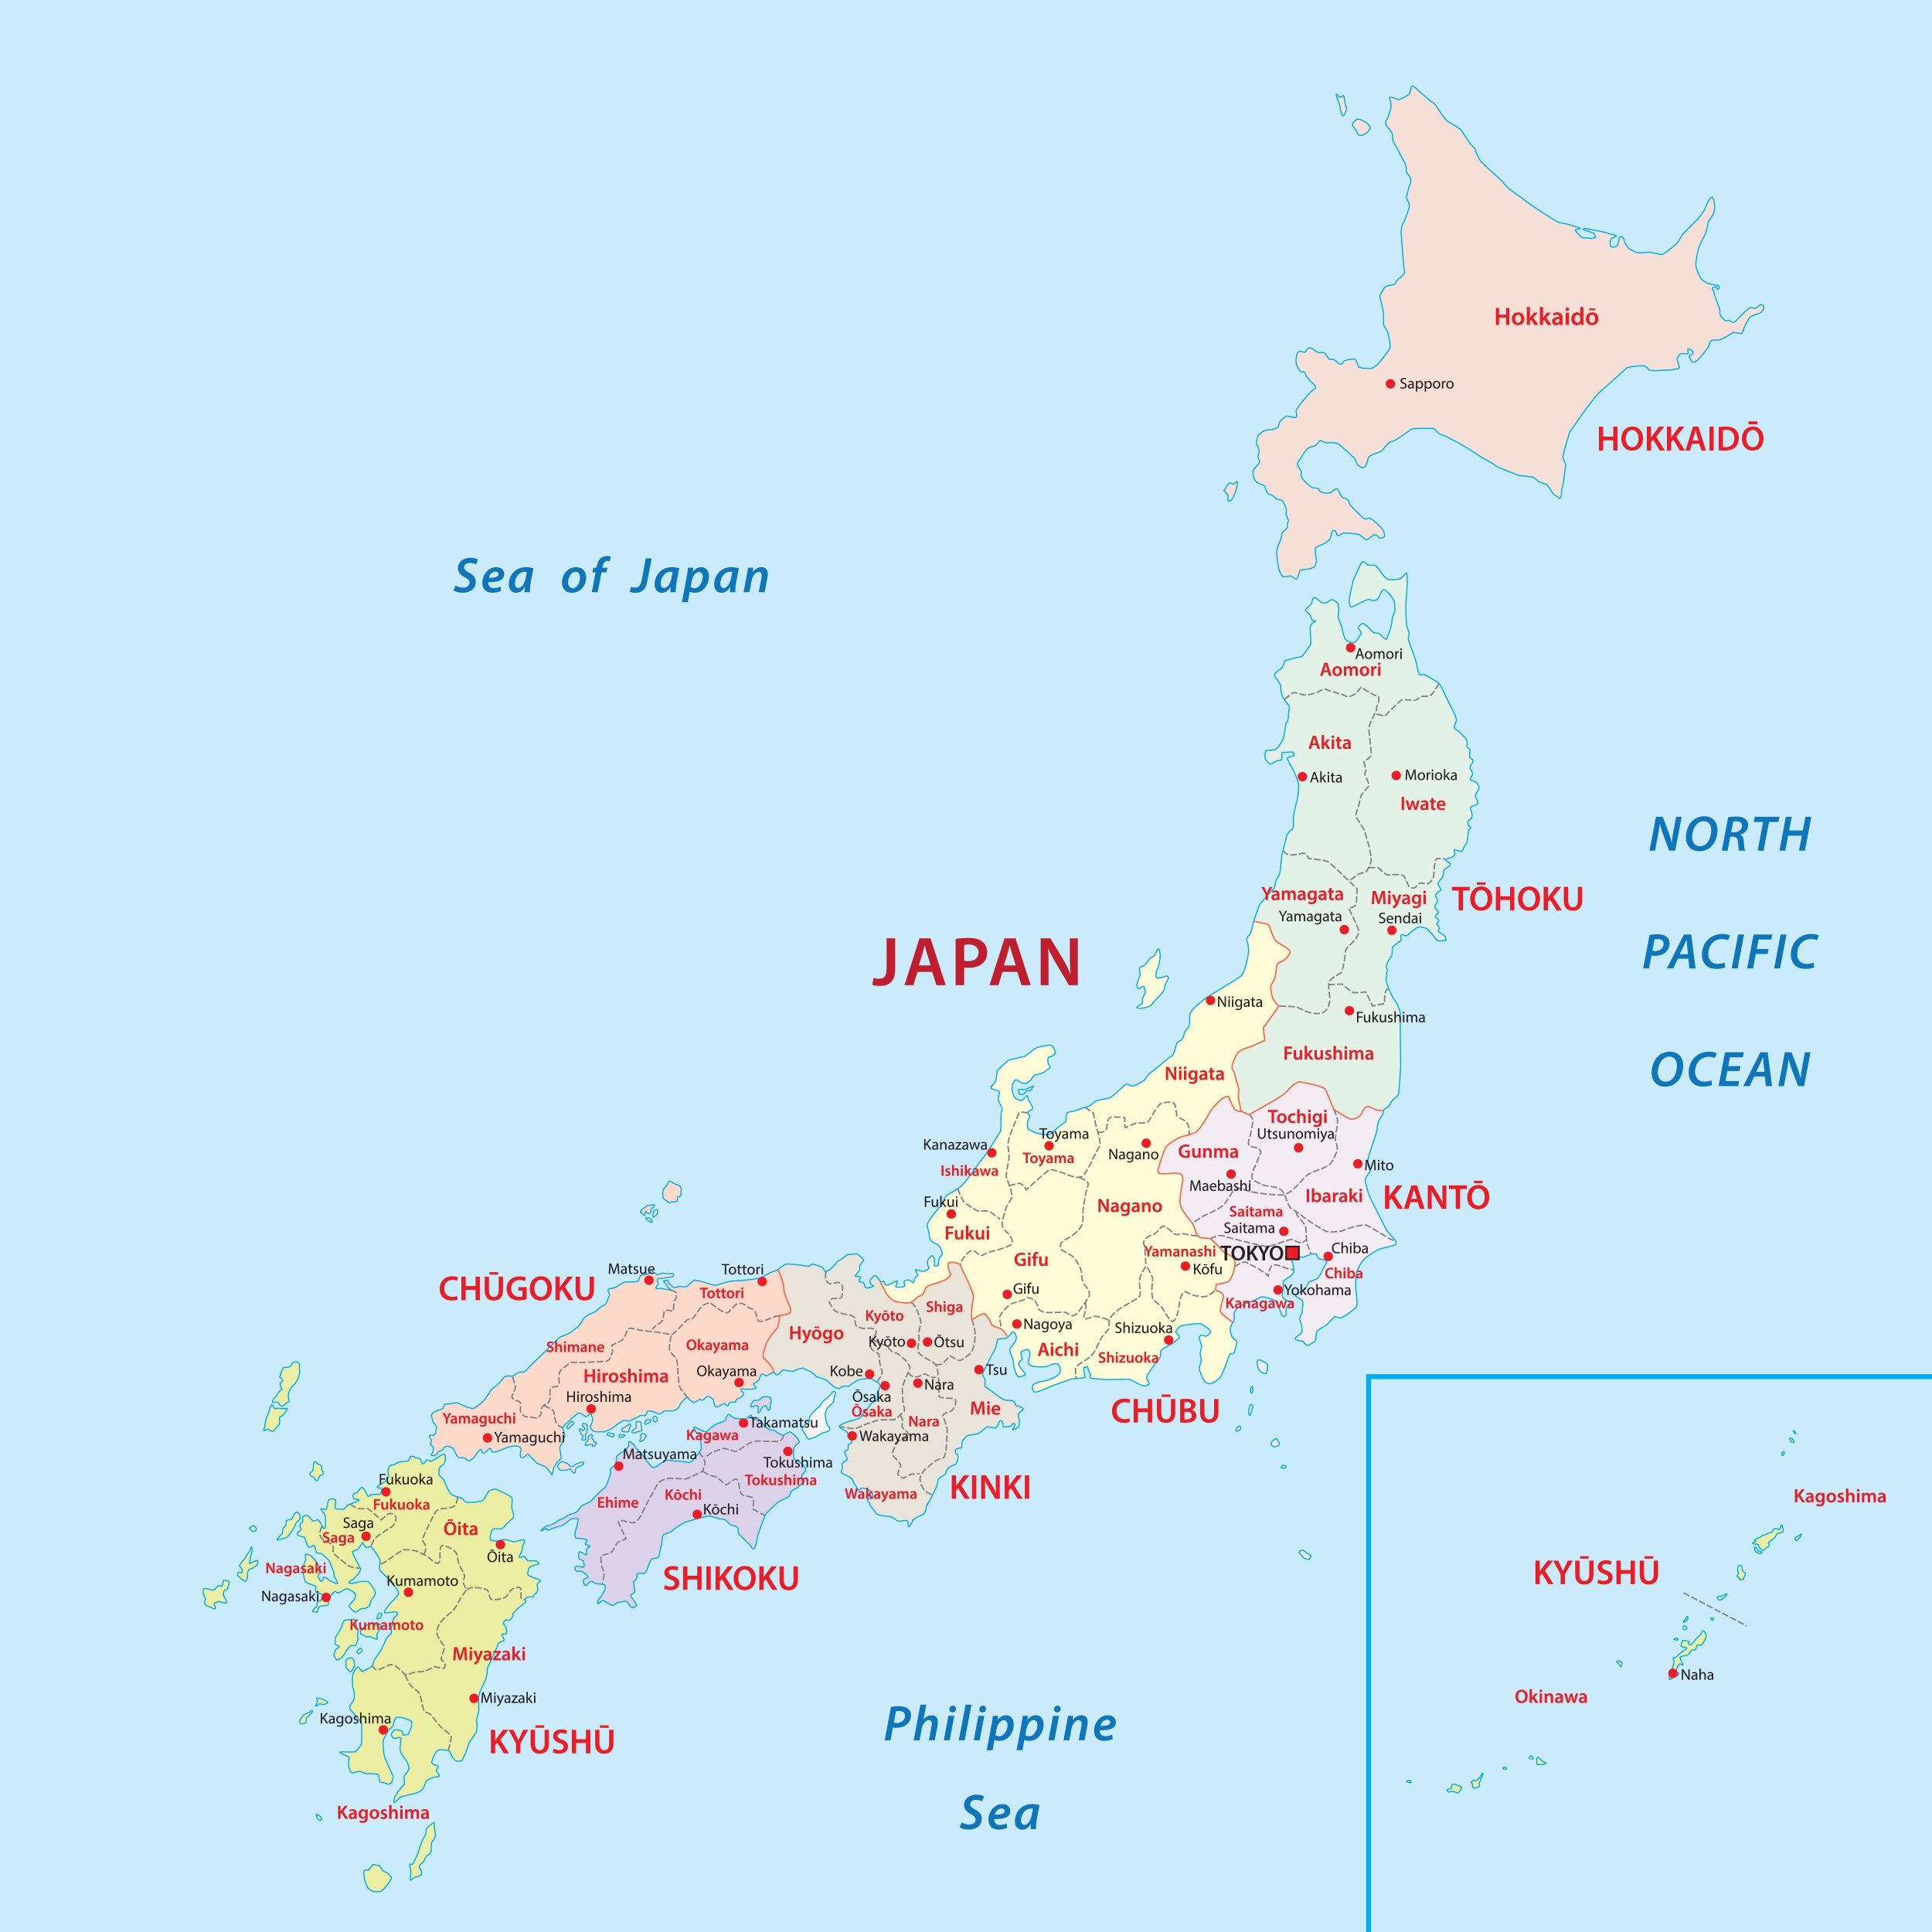 Hokkaidō
Sapporo
HOKKAIDŌ
Sea of Japan
Aomori
Aomori
Akita
Akita
Morioka
Iwate
NORTH
PACIFIC
OCEAN
Yamagata
Yamagata
Miyagi
Sendai
TŌHOKU
JAPAN
Niigata
Fukushima
Fukushima
Niigata
Tochigi
Utsunomiya
Kanazawa
Ishikawa
Toyama
Toyama
Nagano
Gunma
Maebashi
Mito
Ibaraki
KANTŌ
Fukui
Fukui
Nagano
Saitama
Saitama
Gifu
Yamanashi
Kōfu
TOKYO
Chiba
Chiba
Yokohama
Kanagawa
CHŪGOKU
Matsue
Tottori
Tottori
Kyōto
Shiga
Gifu
Hyōgo
Kyōto
Ōtsu
Nagoya
Aichi
Shizuoka
Shizuoka
CHŪBU
Shimane
Okayama
Okayama
Hiroshima
Hiroshima
Kobe
Ōsaka
Ōsaka
Nara
Nara
Tsu
Mie
Yamaguchi
Yamaguchi
Takamatsu
Kagawa
Wakayama
Wakayama
KINKI
Matsuyama
Tokushima
Tokushima
Ehime
Kōchi
Kōchi
SHIKOKU
Fukuoka
Fukuoka
Saga
Saga
Ōita
Ōita
Nagasaki
Nagasaki
Kumamoto
Kumamoto
Miyazaki
Miyazaki
Kagoshima
KYŪSHŪ
Kagoshima
Philippine
Sea
Kagoshima
KYŪSHŪ
Naha
Okinawa